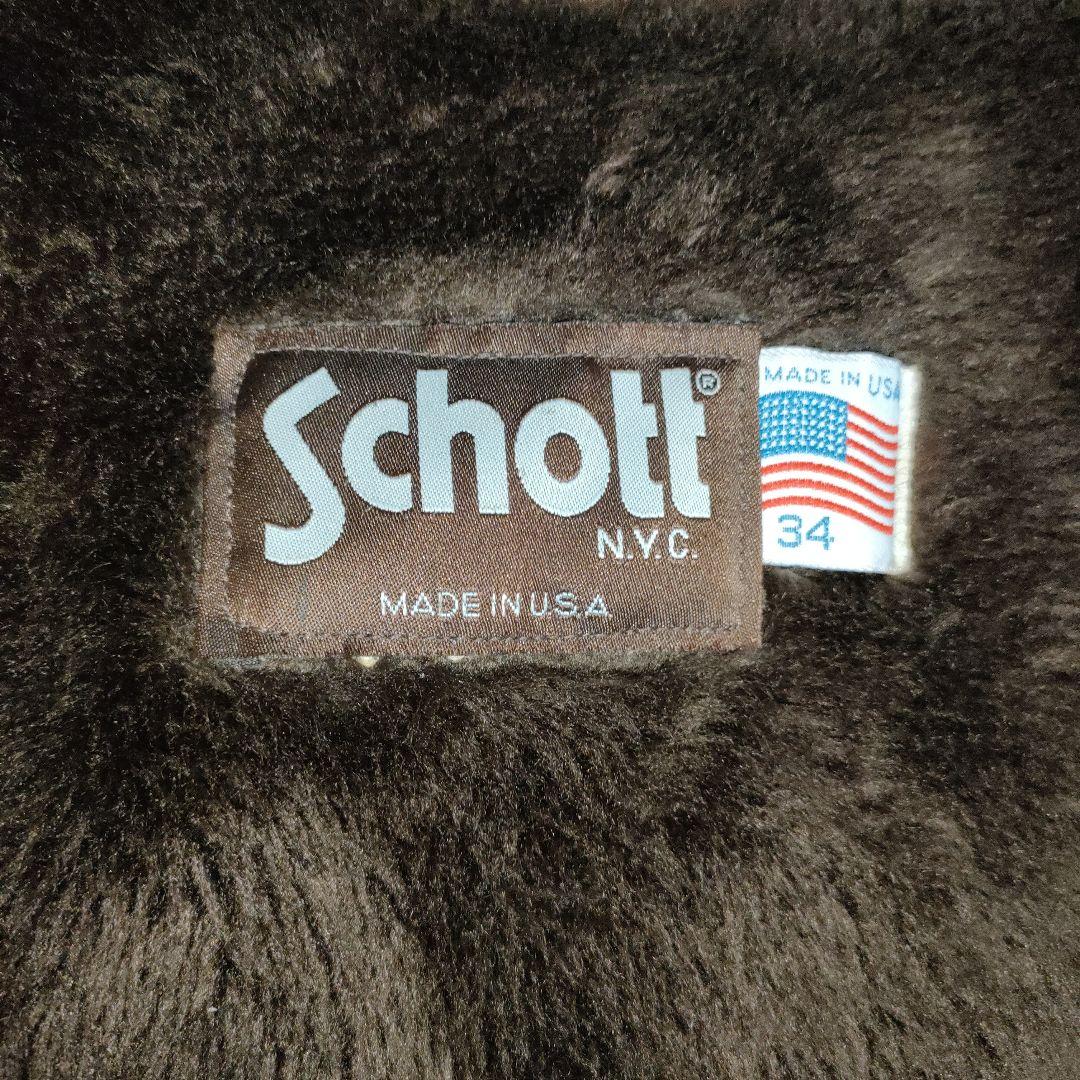 Schott®
N.Y.C.
MADE IN U.S.A
MADE IN USA
34